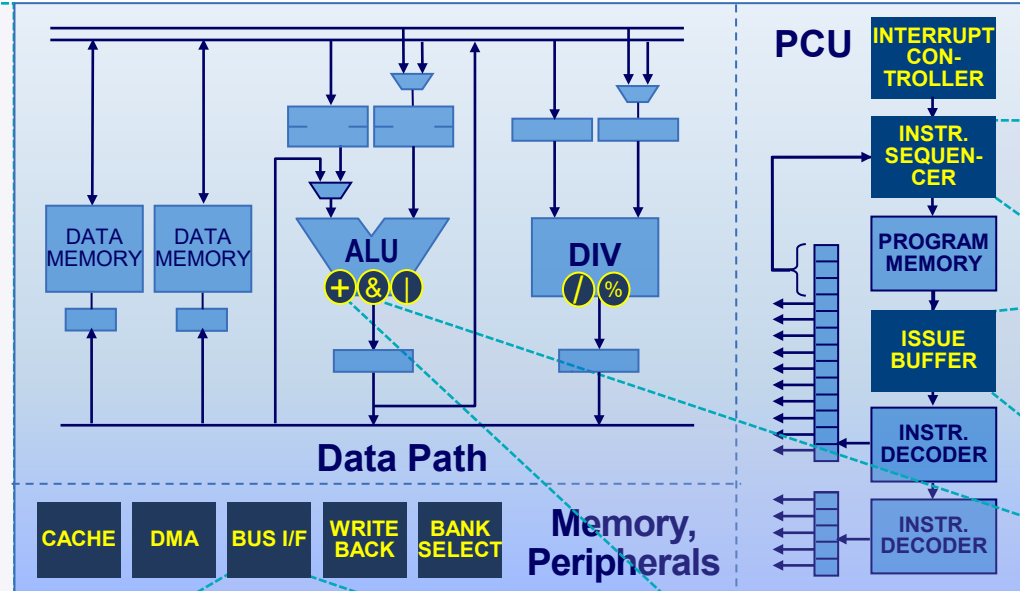 PCU
INTERRUPT
CON-
TROLLER
INSTR.
SEQUEN-
CER
PROGRAM
MEMORY
ISSUE
BUFFER
INSTR.
DECODER
INSTR.
DECODER
DATA
MEMORY
DATA
MEMORY
ALU
+ & |
DIV
/ %
Data Path
CACHE
DMA
BUS I/F
WRITE
BACK
BANK
SELECT
Memory,
Peripherals